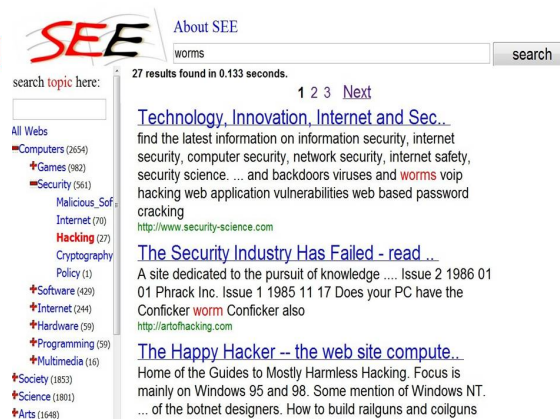 SEE
About SEE
worms
search
27 results found in 0.133 seconds.
search topic here:
1 2 3 Next
All Webs
Computers (2654)
Games (982)
Security (561)
Malicious_Sof
Internet (70)
Hacking (27)
Cryptography
Policy (1)
Software (429)
Internet (244)
Hardware (59)
Programming (59)
Multimedia (16)
Society (1853)
Science (1801)
Arts (1648)
Technology, Innovation, Internet and Sec..
find the latest information on information security, internet
security, computer security, network security, internet safety,
security science. ... and backdoors viruses and worms voip
hacking web application vulnerabilities web based password
cracking
http://www.security-science.com
The Security Industry Has Failed - read ..
A site dedicated to the pursuit of knowledge .... Issue 2 1986 01
01 Phrack Inc. Issue 1 1985 11 17 Does your PC have the
Conficker worm Conficker also
http://artofhacking.com
The Happy Hacker -- the web site compute..
Home of the Guides to Mostly Harmless Hacking. Focus is
mainly on Windows 95 and 98. Some mention of Windows NT.
... of the botnet designers. How to build railguns and coilguns